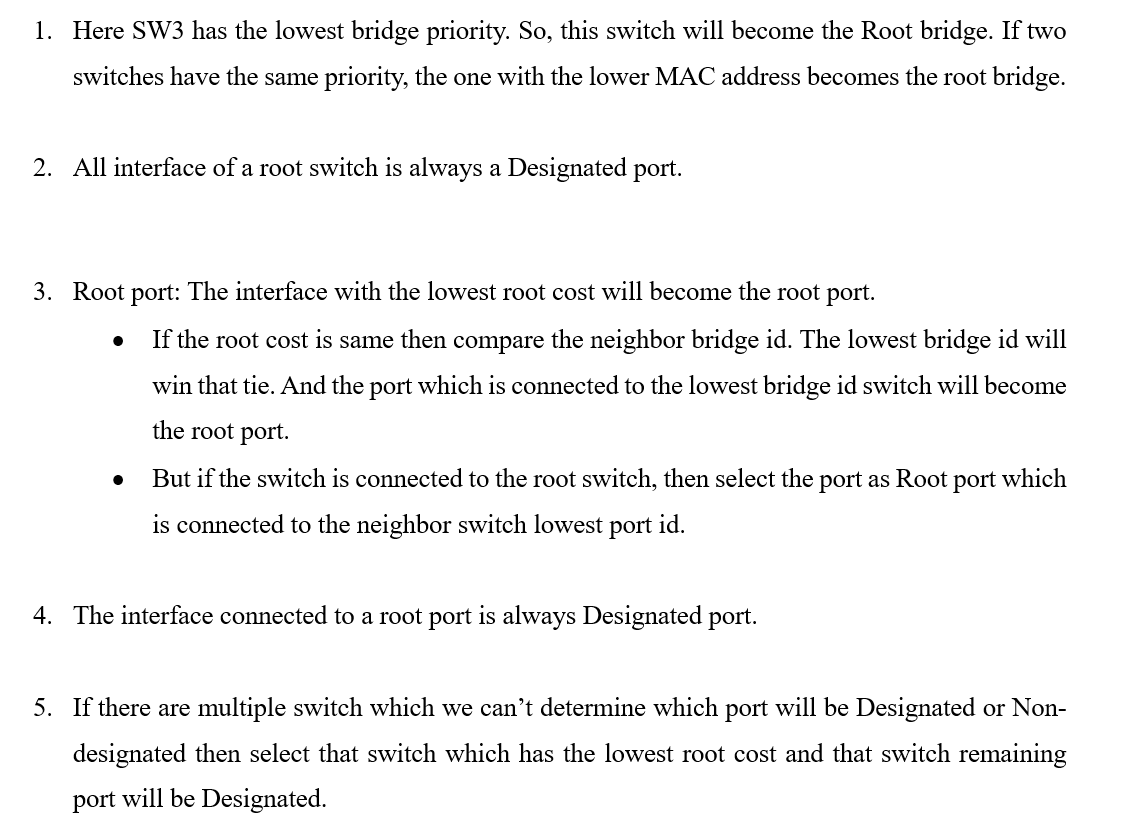 1. Here SW3 has the lowest bridge priority. So, this switch will become the Root bridge. If two
switches have the same priority, the one with the lower MAC address becomes the root bridge.
2. All interface of a root switch is always a Designated port.
3. Root port: The interface with the lowest root cost will become the root port.
• If the root cost is same then compare the neighbor bridge id. The lowest bridge id will
win that tie. And the port which is connected to the lowest bridge id switch will become
the root port.
• But if the switch is connected to the root switch, then select the port as Root port which
is connected to the neighbor switch lowest port id.
4. The interface connected to a root port is always Designated port.
5. If there are multiple switch which we can’t determine which port will be Designated or Non-
designated then select that switch which has the lowest root cost and that switch remaining
port will be Designated.